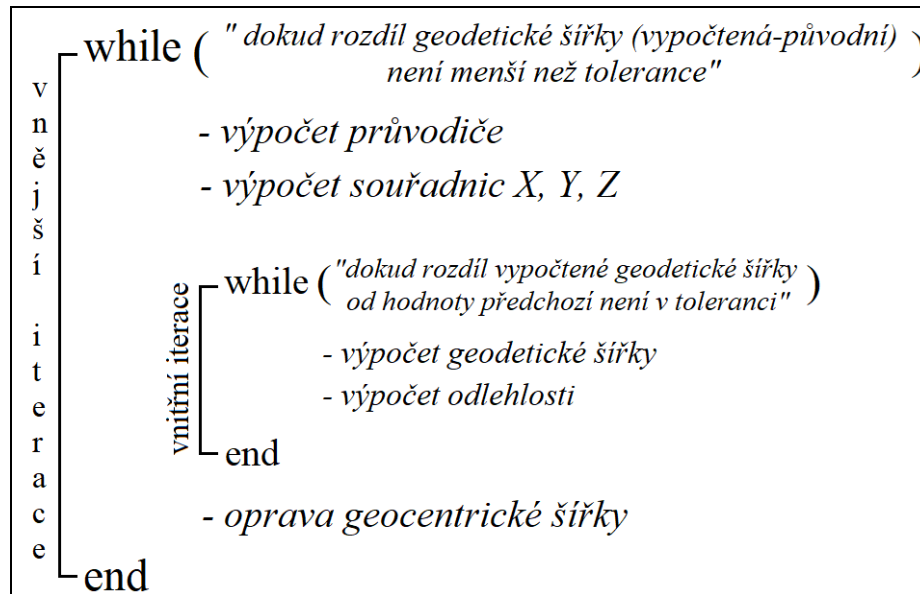 while ( " dokud rozdíl geodetické šířky (vypočtená-původní)
není menší než tolerance" )
- výpočet průvodiče
- výpočet souřadnic X, Y, Z
while ( "dokud rozdíl vypočtené geodetické šířky
od hodnoty předchozí není v toleranci" )
- výpočet geodetické šířky
- výpočet odlehlosti
end
vnitřní iterace
- oprava geocentrické šířky
end
vnější iterace